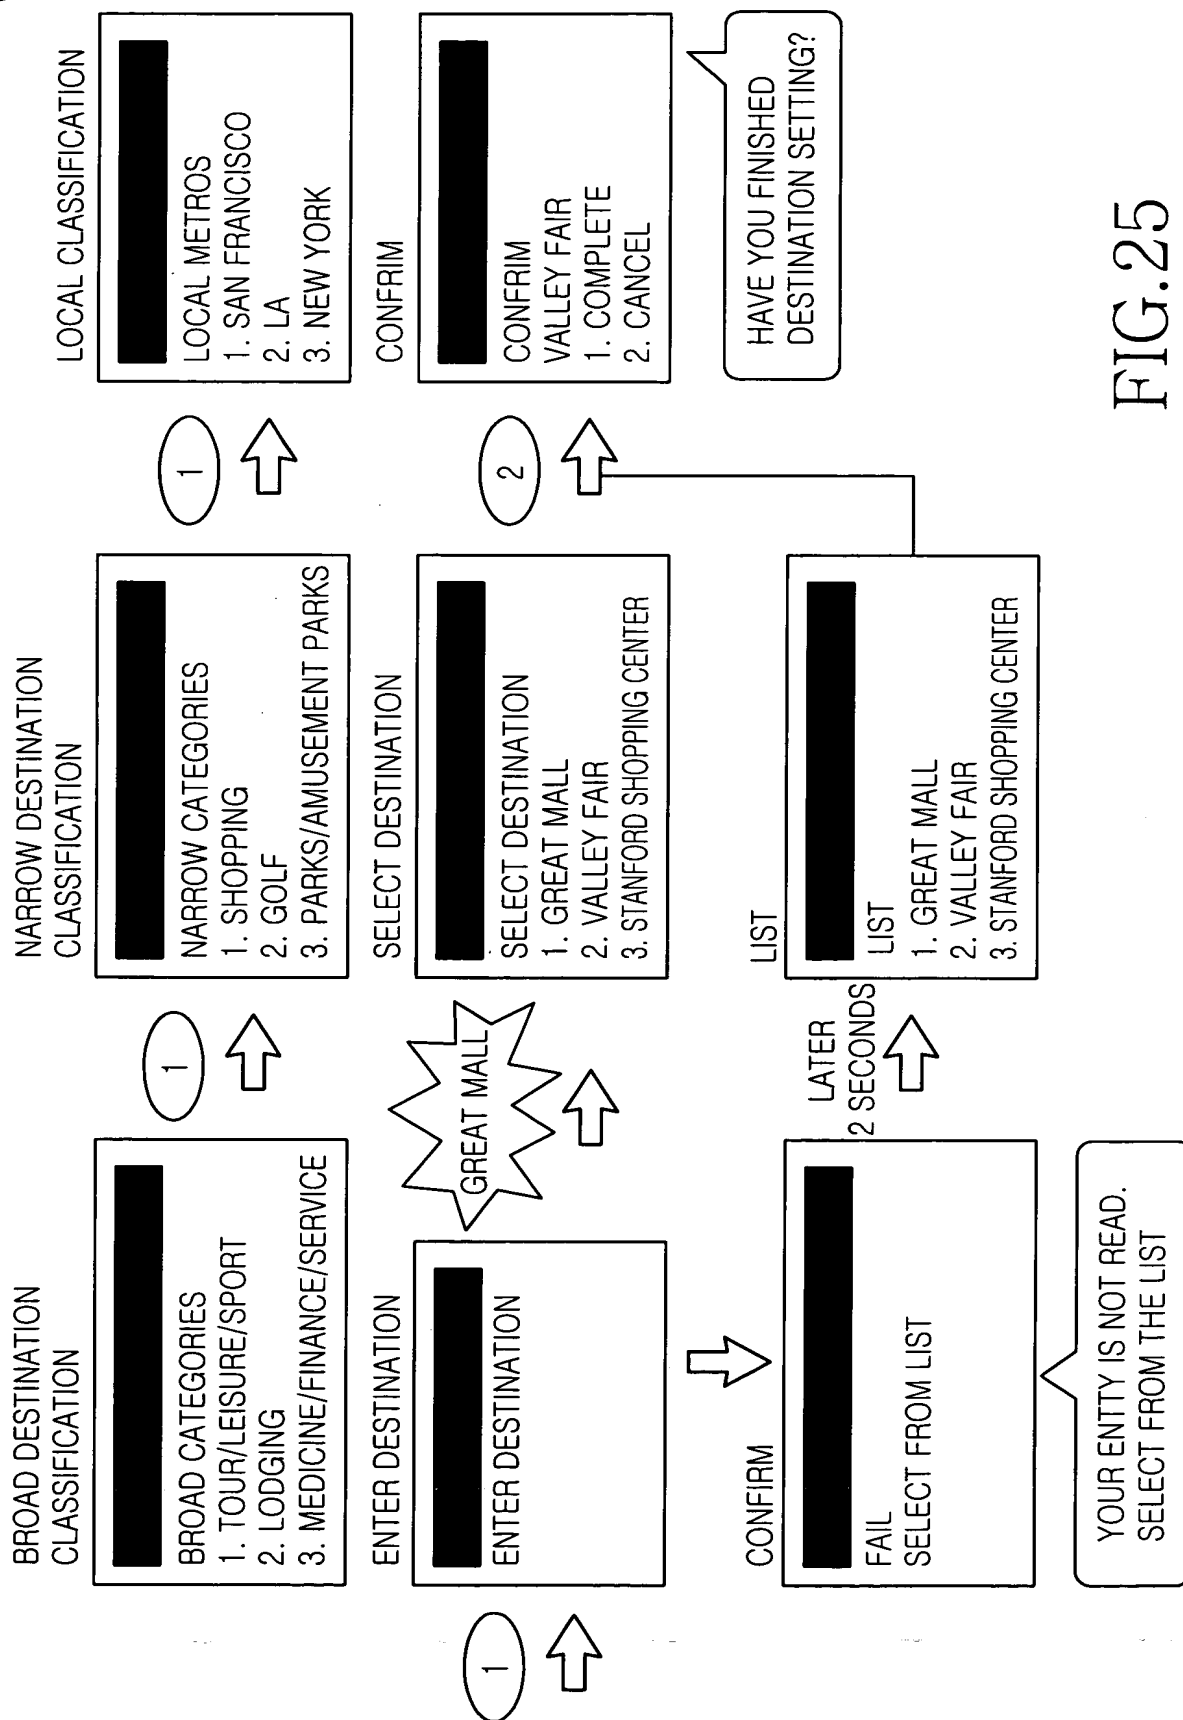 BROAD DESTINATION
CLASSIFICATION
BROAD CATEGORIES
1. TOUR/LEISURE/SPORT
2. LODGING
3. MEDICINE/FINANCE/SERVICE
1
NARROW DESTINATION
CLASSIFICATION
NARROW CATEGORIES
1. SHOPPING
2. GOLF
3. PARKS/AMUSEMENT PARKS
1
LOCAL CLASSIFICATION
LOCAL METROS
1. SAN FRANCISCO
2. LA
3. NEW YORK
1
ENTER DESTINATION
ENTER DESTINATION
GREAT MALL
SELECT DESTINATION
SELECT DESTINATION
1. GREAT MALL
2. VALLEY FAIR
3. STANFORD SHOPPING CENTER
2
CONFRIM
CONFRIM
VALLEY FAIR
1. COMPLETE
2. CANCEL
HAVE YOU FINISHED
DESTINATION SETTING?
CONFIRM
FAIL
SELECT FROM LIST
YOUR ENTITY IS NOT READ.
SELECT FROM THE LIST
LATER
2 SECONDS
LIST
LIST
1. GREAT MALL
2. VALLEY FAIR
3. STANFORD SHOPPING CENTER
FIG.25